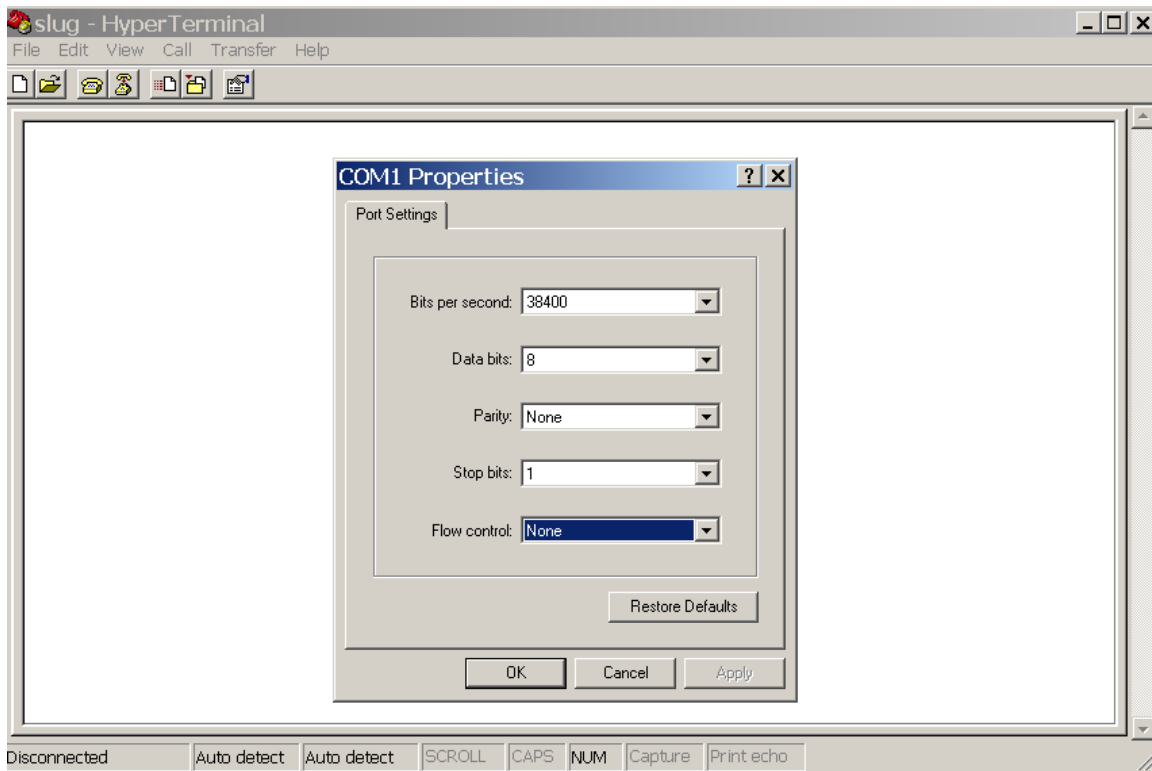 slug - HyperTerminal
File Edit View Call Transfer Help
COM1 Properties
Port Settings
Bits per second: 38400
Data bits: 8
Parity: None
Stop bits: 1
Flow control: None
Restore Defaults
OK Cancel Apply
Disconnected Auto detect Auto detect SCROLL CAPS NUM Capture Print echo